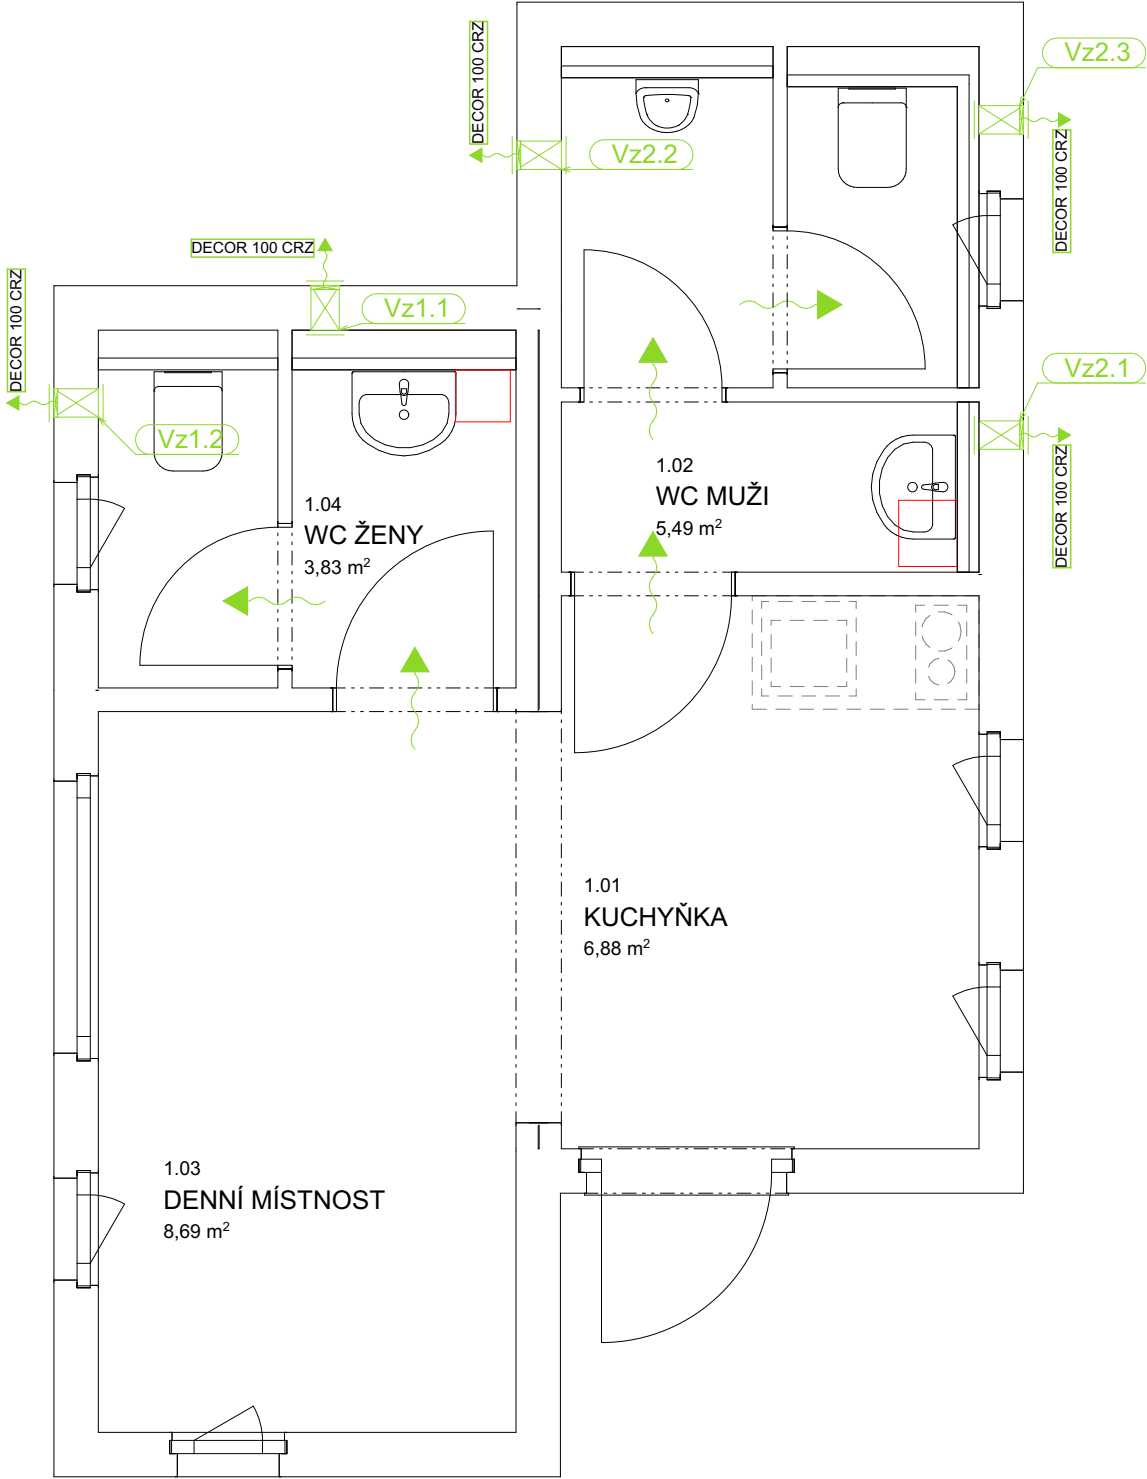 DECOR 100 CRZ
Vz2.3
Vz2.2
DECOR 100 CRZ
DECOR 100 CRZ
DECOR 100 CRZ
Vz1.1
Vz2.1
Vz1.2
DECOR 100 CRZ
1.02
WC MUŽI
5,49 m²
1.04
WC ŽENY
3,83 m²
1.01
KUCHYŇKA
6,88 m²
1.03
DENNÍ MÍSTNOST
8,69 m²